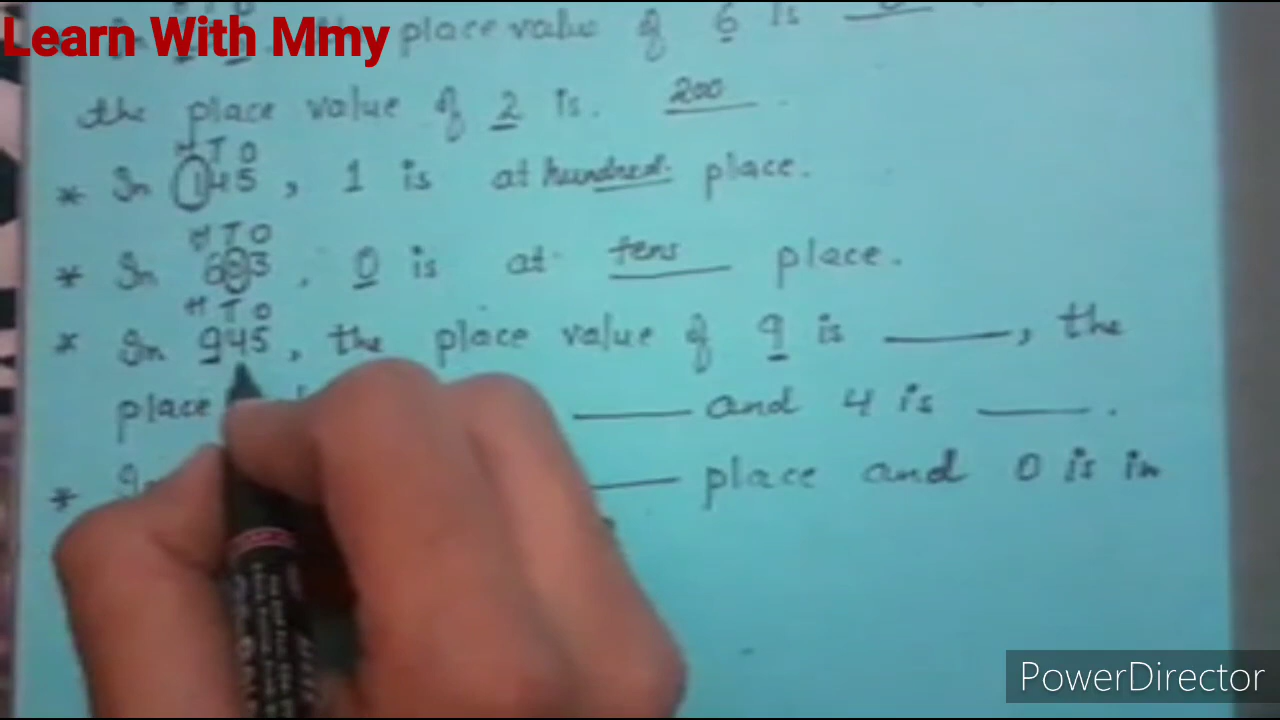 Learn With Mmy
place value of 6 is
the place value of 2 is. 200.
H T O
* In 145, 1 is at hundred place.
H T O
* In 603, 0 is at tens place.
H T O
* In 945, the place value of 9 is ____, the
place ____ and 4 is ____.
* In ____ place and 0 is in
PowerDirector